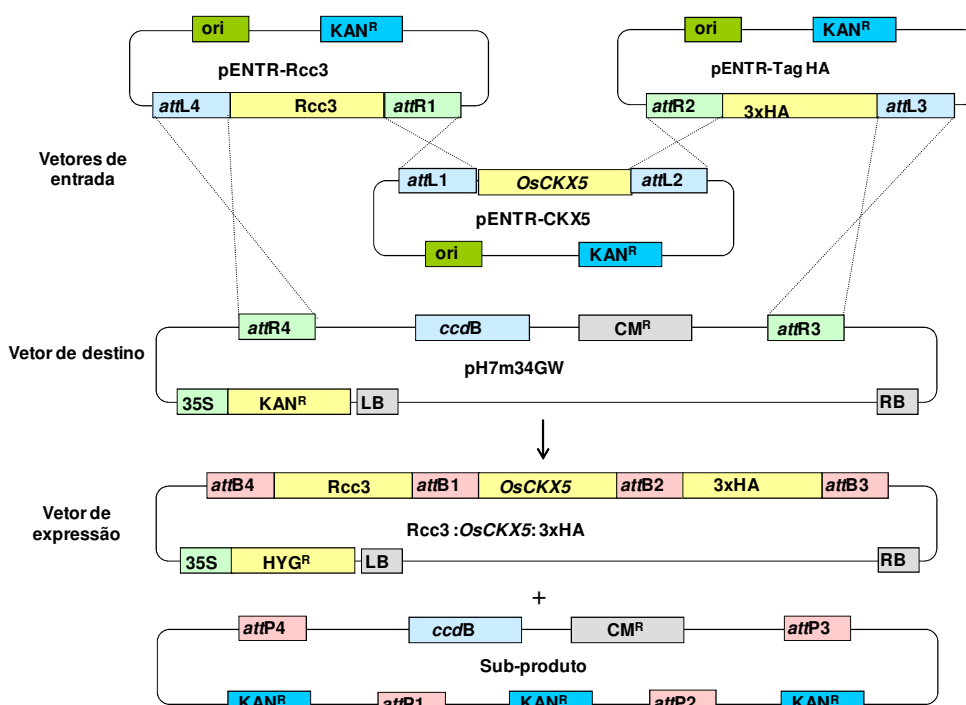 ori KANᴿ ori KANᴿ
pENTR-Rcc3 pENTR-Tag HA
attL4 Rcc3 attR1 attR2 3xHA attL3
Vetores de
entrada
attL1 OsCKX5 attL2
pENTR-CKX5
ori KANᴿ
attR4 ccdB CMᴿ attR3
Vetor de destino
pH7m34GW
35S KANᴿ LB RB
attB4 Rcc3 attB1 OsCKX5 attB2 3xHA attB3
Vetor de
expressão
Rcc3 :OsCKX5: 3xHA
35S HYGᴿ LB RB
+
attP4 ccdB CMᴿ attP3
Sub-produto
KANᴿ attP1 KANᴿ attP2 KANᴿ